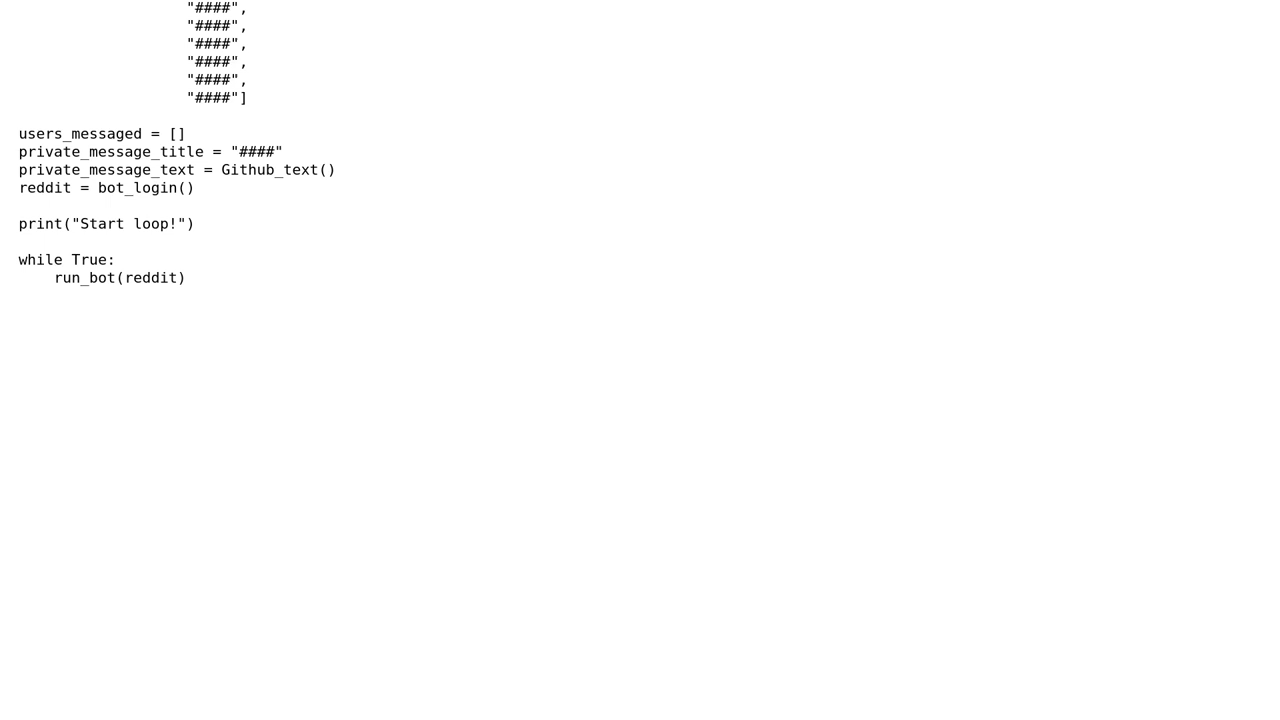 "####",
"####",
"####",
"####",
"####",
"####"]
users_messaged = []
private_message_title = "####"
private_message_text = Github_text()
reddit = bot_login()
print("Start loop!")
while True:
    run_bot(reddit)